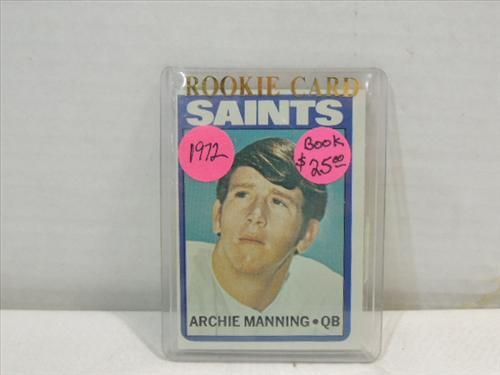 ROOKIE CARD
SAINTS
1972
BOOK
$25.00
ARCHIE MANNING • QB